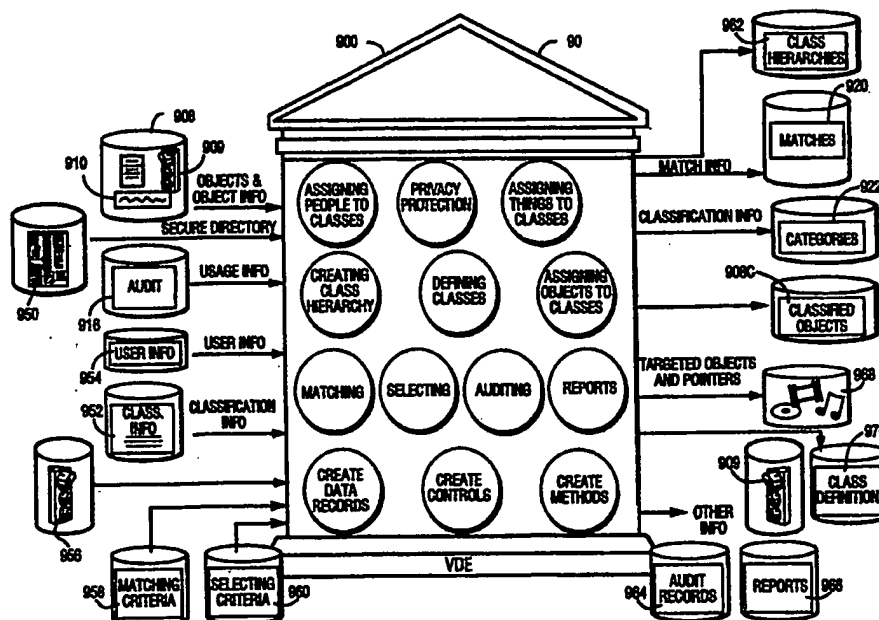 900
90
962
CLASS
HIERARCHIES
920
MATCHES
MATCH INFO
908
909
910
OBJECTS &
OBJECT INFO
ASSIGNING
PEOPLE TO
CLASSES
PRIVACY
PROTECTION
ASSIGNING
THINGS TO
CLASSES
922
CLASSIFICATION INFO
CATEGORIES
SECURE DIRECTORY
950
USAGE INFO
AUDIT
916
CREATING
CLASS
HIERARCHY
DEFINING
CLASSES
ASSIGNING
OBJECTS TO
CLASSES
908C
CLASSIFIED
OBJECTS
USER INFO
954
USER INFO
MATCHING
SELECTING
AUDITING
REPORTS
TARGETED OBJECTS
AND POINTERS
968
952
CLASS.
INFO
CLASSIFICATION
INFO
97
909
CLASS
DEFINITION
956
CREATE
DATA
RECORDS
CREATE
CONTROLS
CREATE
METHODS
OTHER
INFO
VDE
958
MATCHING
CRITERIA
SELECTING
CRITERIA
960
964
AUDIT
RECORDS
REPORTS
966